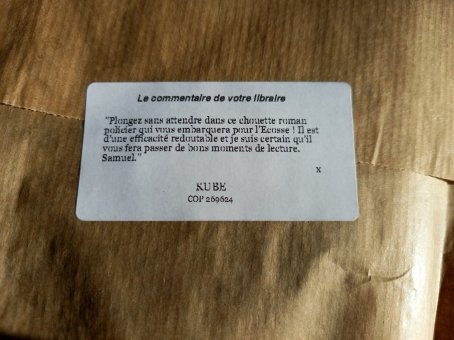 Le commentaire de votre libraire
"Plongez sans attendre dans ce chouette roman
policier qui vous embarquera pour l'Ecosse ! Il est
d'une efficacité redoutable et je suis certain qu'il
vous fera passer de bons moments de lecture.
Samuel."
x
KUBE
COP 269624